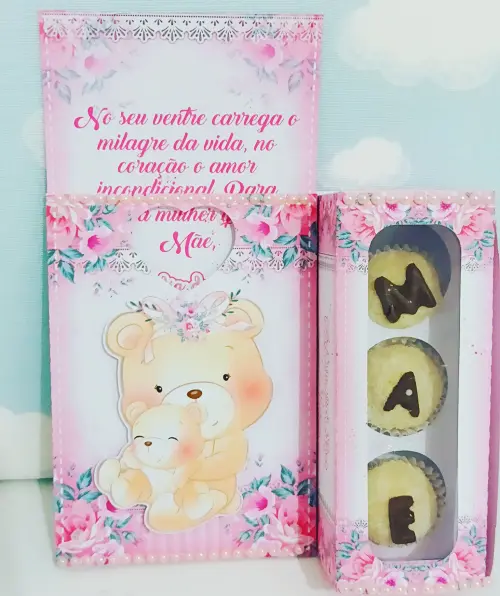 No seu ventre carrega o
milagre da vida, no
coração o amor
incondicional. Para
mulher
Mãe,
M
A
E